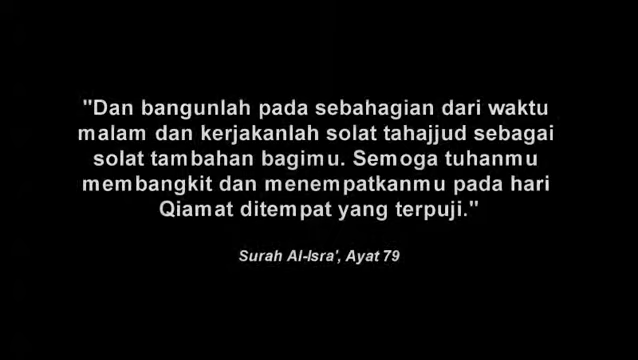 "Dan bangunlah pada sebahagian dari waktu
malam dan kerjakanlah solat tahajjud sebagai
solat tambahan bagimu. Semoga tuhanmu
membangkit dan menempatkanmu pada hari
Qiamat ditempat yang terpuji."
Surah Al-Isra', Ayat 79